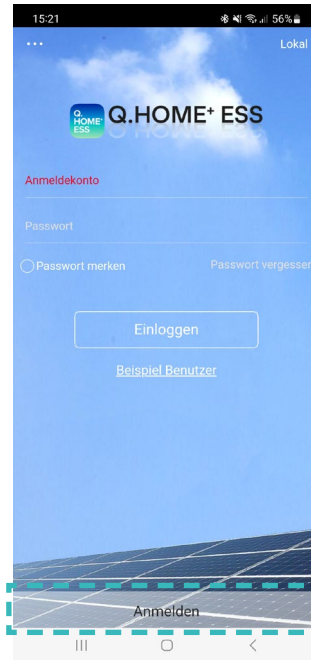 15:21 56%
... Lokal
Q.HOME+ ESS Q.HOME⁺ ESS
Anmeldekonto
Passwort
Passwort merken Passwort vergessen
Einloggen
Beispiel Benutzer
Anmelden